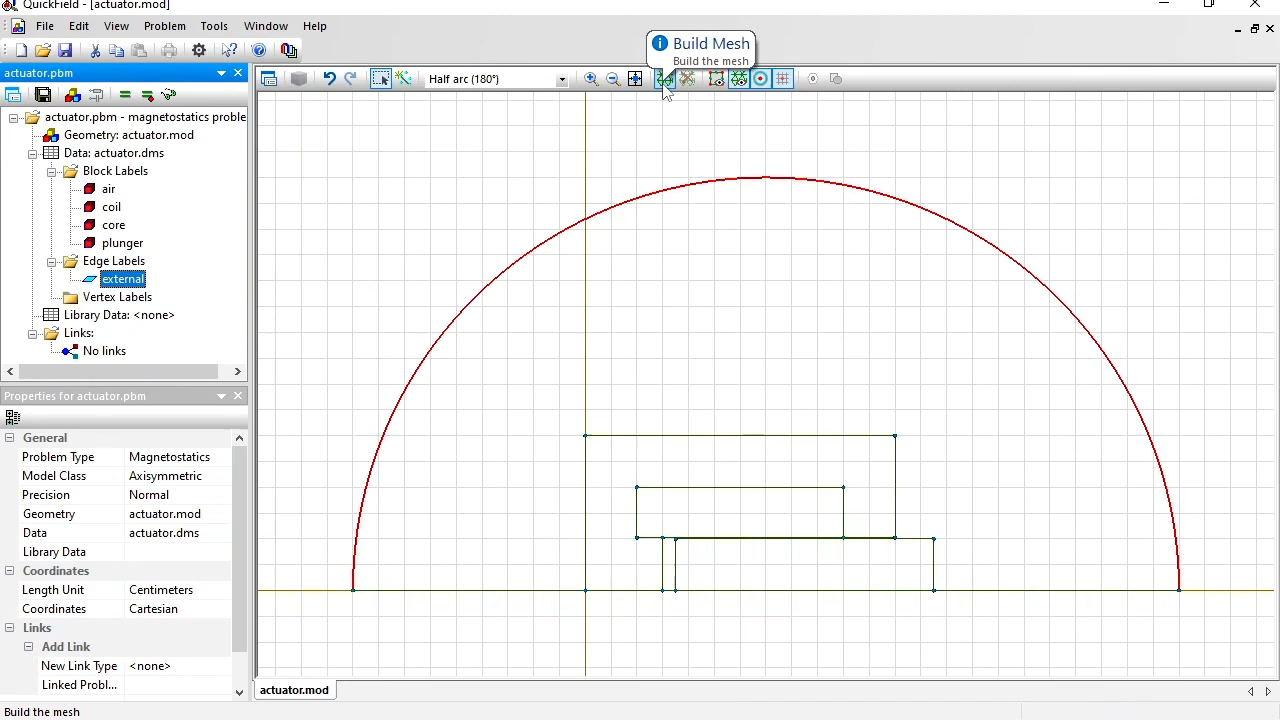 QuickField - [actuator.mod]
File Edit View Problem Tools Window Help
Build Mesh
Build the mesh
actuator.pbm
Half arc (180°)
actuator.pbm - magnetostatics proble
Geometry: actuator.mod
Data: actuator.dms
Block Labels
air
coil
core
plunger
Edge Labels
external
Vertex Labels
Library Data: <none>
Links:
No links
Properties for actuator.pbm
General
Problem Type Magnetostatics
Model Class Axisymmetric
Precision Normal
Geometry actuator.mod
Data actuator.dms
Library Data
Coordinates
Length Unit Centimeters
Coordinates Cartesian
Links
Add Link
New Link Type <none>
Linked Probl...
actuator.mod
Build the mesh